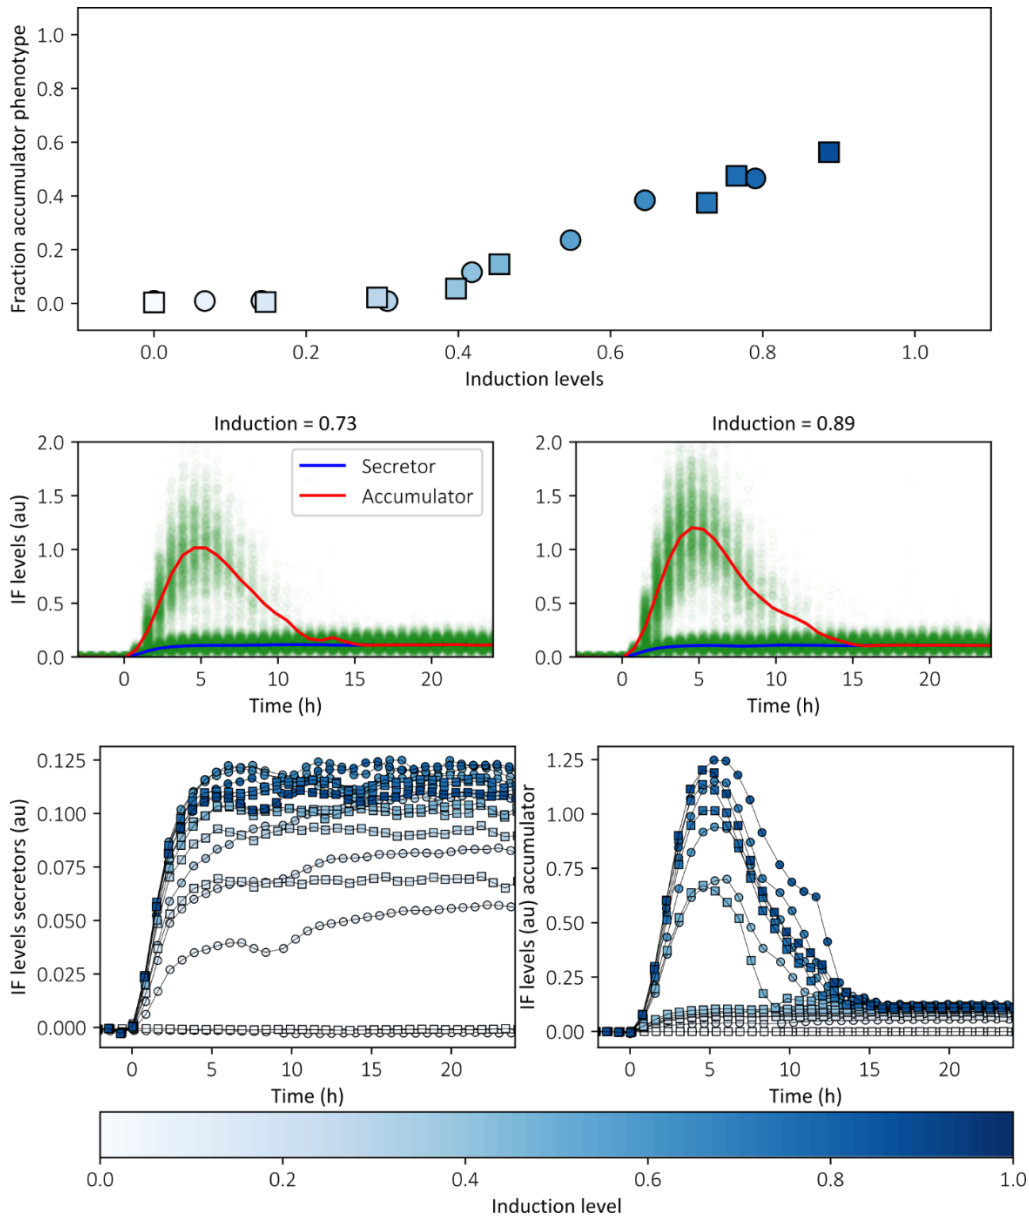 Fraction accumulator phenotype
1.0
0.8
0.6
0.4
0.2
0.0
0.0 0.2 0.4 0.6 0.8 1.0
Induction levels
Induction = 0.73
IF levels (au)
2.0
1.5
1.0
0.5
0.0
Secretor
Accumulator
0 5 10 15 20
Time (h)
Induction = 0.89
2.0
1.5
1.0
0.5
0.0
0 5 10 15 20
Time (h)
IF levels secretors (au)
0.125
0.100
0.075
0.050
0.025
0.000
0 5 10 15 20
Time (h)
IF levels (au) accumulator
1.25
1.00
0.75
0.50
0.25
0.00
0 5 10 15 20
Time (h)
0.0 0.2 0.4 0.6 0.8 1.0
Induction level